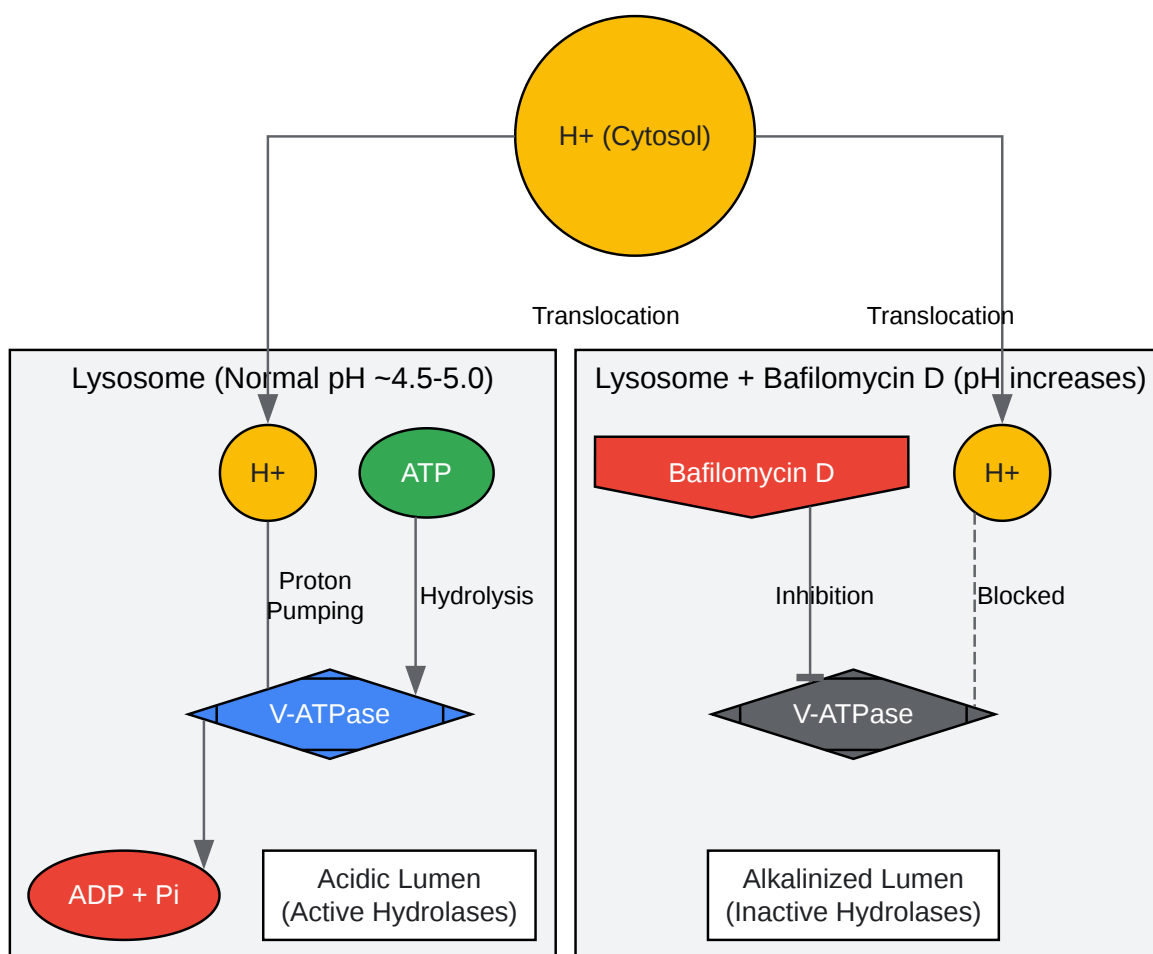 H+ (Cytosol)
Translocation
Translocation
Lysosome (Normal pH ~4.5-5.0)
H+
ATP
Proton
Pumping
Hydrolysis
V-ATPase
ADP + Pi
Acidic Lumen
(Active Hydrolases)
Lysosome + Bafilomycin D (pH increases)
Bafilomycin D
H+
Inhibition
Blocked
V-ATPase
Alkalinized Lumen
(Inactive Hydrolases)